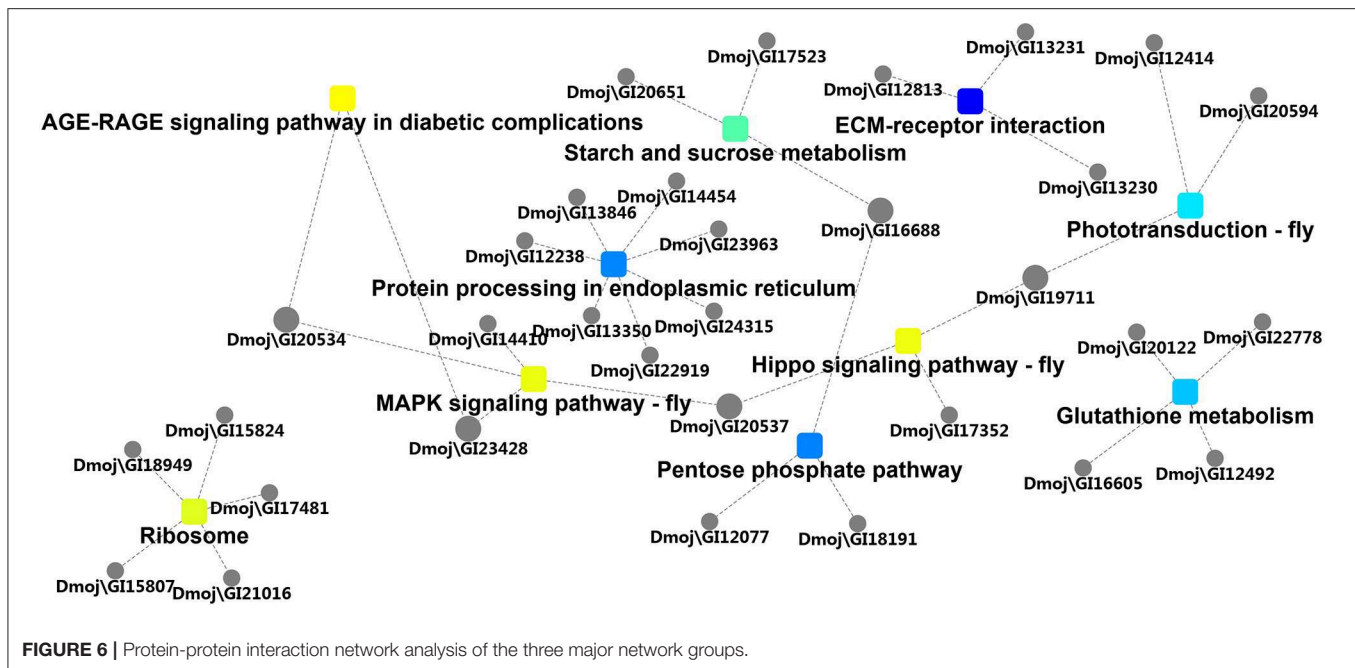 Dmoj\GI13231
Dmoj\GI17523
Dmoj\GI12414
Dmoj\GI20651
Dmoj\GI12813
Dmoj\GI20594
AGE-RAGE signaling pathway in diabetic complications
ECM-receptor interaction
Starch and sucrose metabolism
Dmoj\GI13230
Dmoj\GI14454
Dmoj\GI13846
Dmoj\GI16688
Phototransduction - fly
Dmoj\GI23963
Dmoj\GI12238
Protein processing in endoplasmic reticulum
Dmoj\GI19711
Dmoj\GI24315
Dmoj\GI13350
Dmoj\GI20534
Dmoj\GI14410
Dmoj\GI22778
Dmoj\GI20122
Hippo signaling pathway - fly
Dmoj\GI22919
MAPK signaling pathway - fly
Glutathione metabolism
Dmoj\GI20537
Dmoj\GI17352
Dmoj\GI15824
Dmoj\GI23428
Dmoj\GI18949
Pentose phosphate pathway
Dmoj\GI12492
Dmoj\GI16605
Dmoj\GI17481
Ribosome
Dmoj\GI12077
Dmoj\GI18191
Dmoj\GI15807
Dmoj\GI21016
FIGURE 6 | Protein-protein interaction network analysis of the three major network groups.